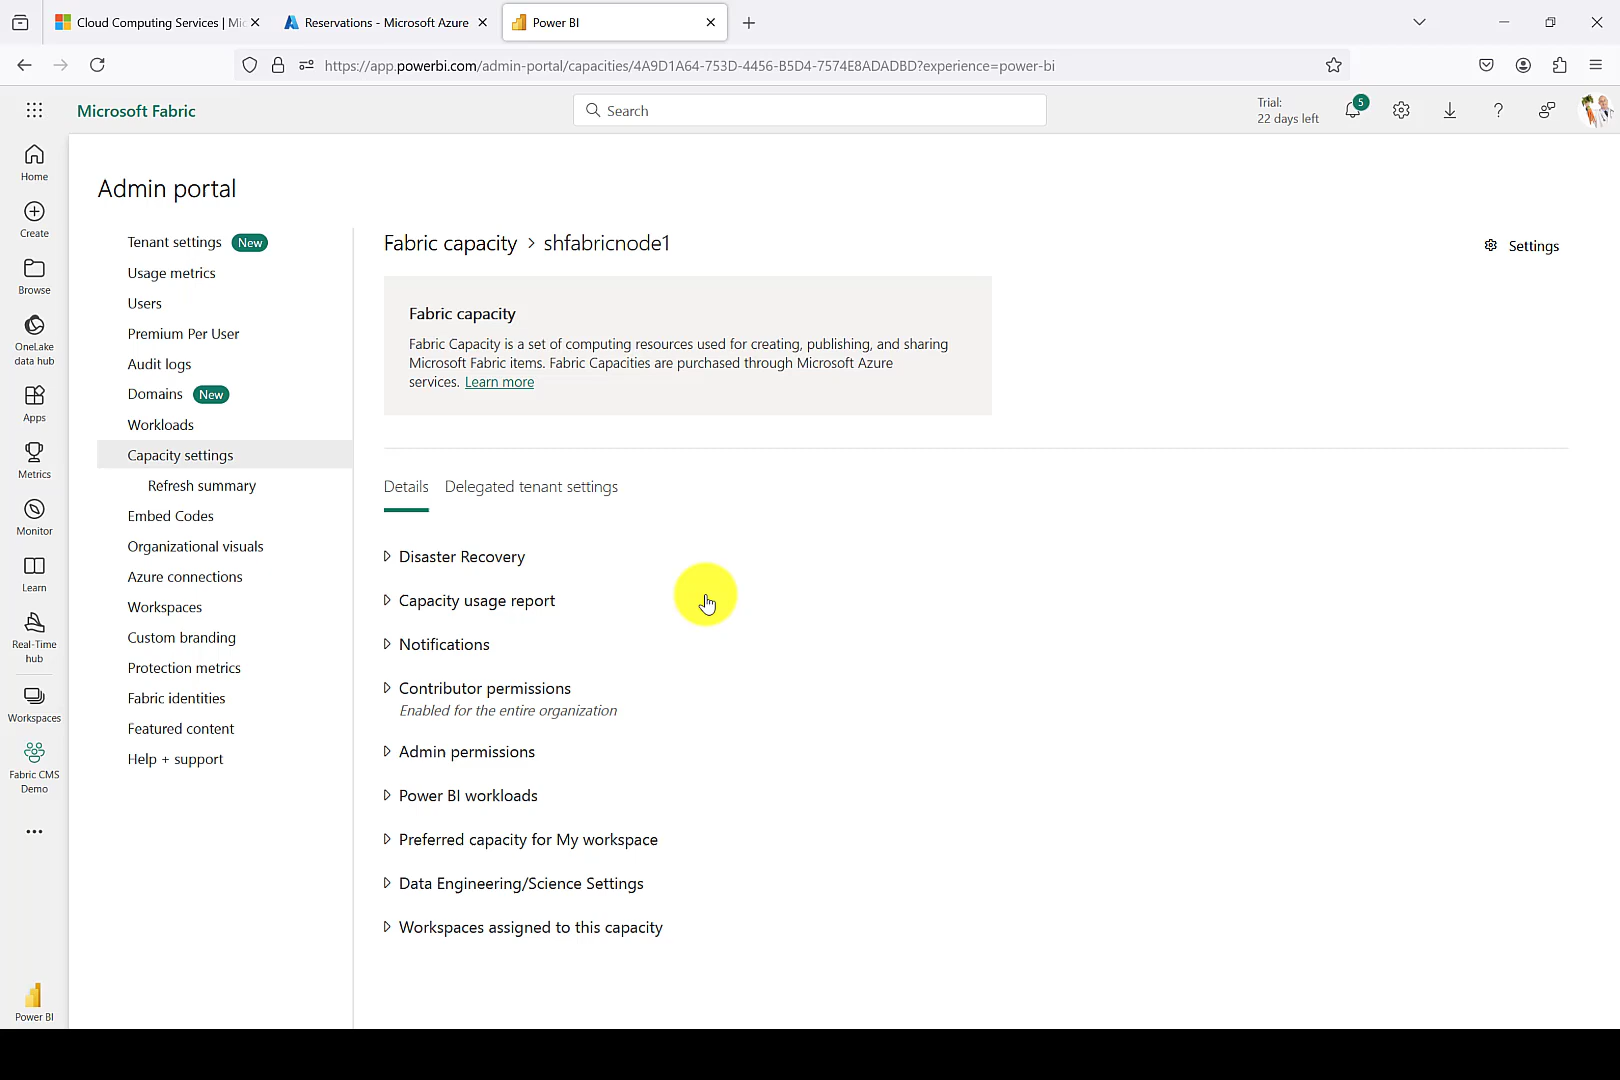 Cloud Computing Services | Mic
Reservations - Microsoft Azure
Power BI
https://app.powerbi.com/admin-portal/capacities/4A9D1A64-753D-4456-B5D4-7574E8ADADBD?experience=power-bi
Microsoft Fabric
Search
Trial:
22 days left
5
Home
Create
Browse
OneLake
data hub
Apps
Metrics
Monitor
Learn
Real-Time
hub
Workspaces
Fabric CMS
Demo
Power BI
Admin portal
Tenant settings New
Usage metrics
Users
Premium Per User
Audit logs
Domains New
Workloads
Capacity settings
Refresh summary
Embed Codes
Organizational visuals
Azure connections
Workspaces
Custom branding
Protection metrics
Fabric identities
Featured content
Help + support
Fabric capacity > shfabricnode1
Settings
Fabric capacity
Fabric Capacity is a set of computing resources used for creating, publishing, and sharing
Microsoft Fabric items. Fabric Capacities are purchased through Microsoft Azure
services. Learn more
Details Delegated tenant settings
Disaster Recovery
Capacity usage report
Notifications
Contributor permissions
Enabled for the entire organization
Admin permissions
Power BI workloads
Preferred capacity for My workspace
Data Engineering/Science Settings
Workspaces assigned to this capacity